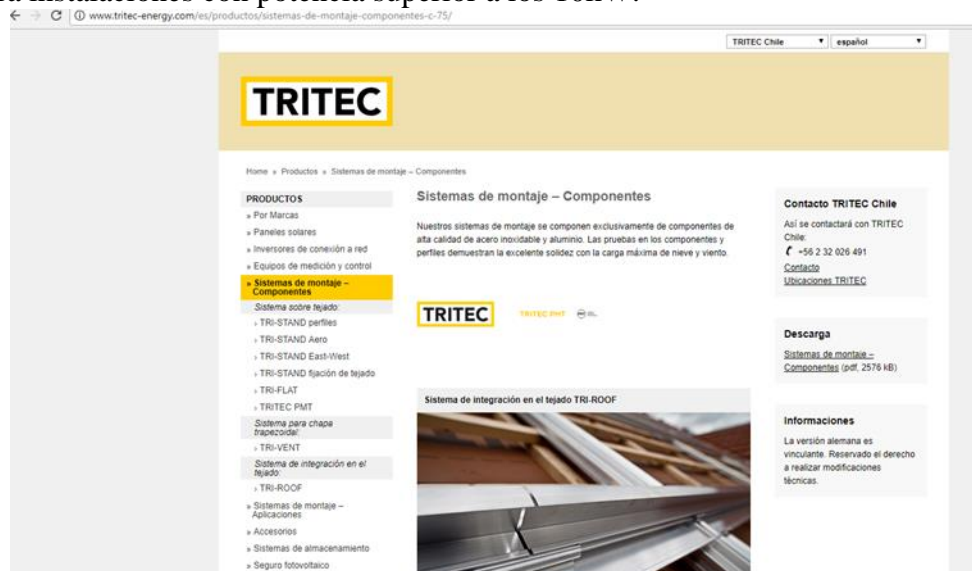 instalaciones con potencia superior a los 10kW.
www.tritec-energy.com/es/productos/sistemas-de-montaje-componentes-c-75/
TRITEC Chile
español
TRITEC
Home » Productos » Sistemas de montaje – Componentes
PRODUCTOS
» Por Marcas
» Paneles solares
» Inversores de conexión a red
» Equipos de medición y control
» Sistemas de montaje –
Componentes
Sistema sobre tejado:
› TRI-STAND perfiles
› TRI-STAND Aero
› TRI-STAND East-West
› TRI-STAND fijación de tejado
› TRI-FLAT
› TRITEC PMT
Sistema para chapa
trapezoidal:
› TRI-VENT
Sistema de integración en el
tejado:
› TRI-ROOF
» Sistemas de montaje –
Aplicaciones
» Accesorios
» Sistemas de almacenamiento
» Seguro fotovoltaico
Sistemas de montaje – Componentes
Nuestros sistemas de montaje se componen exclusivamente de componentes de
alta calidad de acero inoxidable y aluminio. Las pruebas en los componentes y
perfiles demuestran la excelente solidez con la carga máxima de nieve y viento.
TRITEC
TRITEC PMT
Sistema de integración en el tejado TRI-ROOF
Contacto TRITEC Chile
Así se contactará con TRITEC
Chile:
+56 2 32 026 491
Contacto
Ubicaciones TRITEC
Descarga
Sistemas de montaje –
Componentes (pdf, 2576 kB)
Informaciones
La versión alemana es
vinculante. Reservado el derecho
a realizar modificaciones
técnicas.